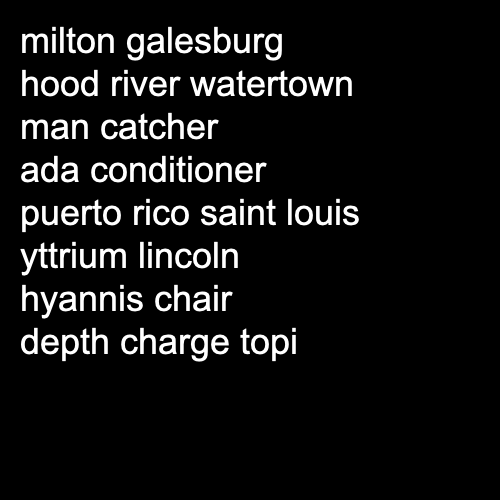 milton galesburg
hood river watertown
man catcher
ada conditioner
puerto rico saint louis
yttrium lincoln
hyannis chair
depth charge topi